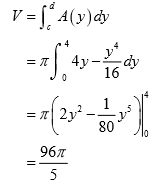 V = ∫_c^d A(y)dy
= π∫_0^4 4y − y^4/16 dy
= π(2y^2 − 1/80 y^5)|_0^4
= 96π/5